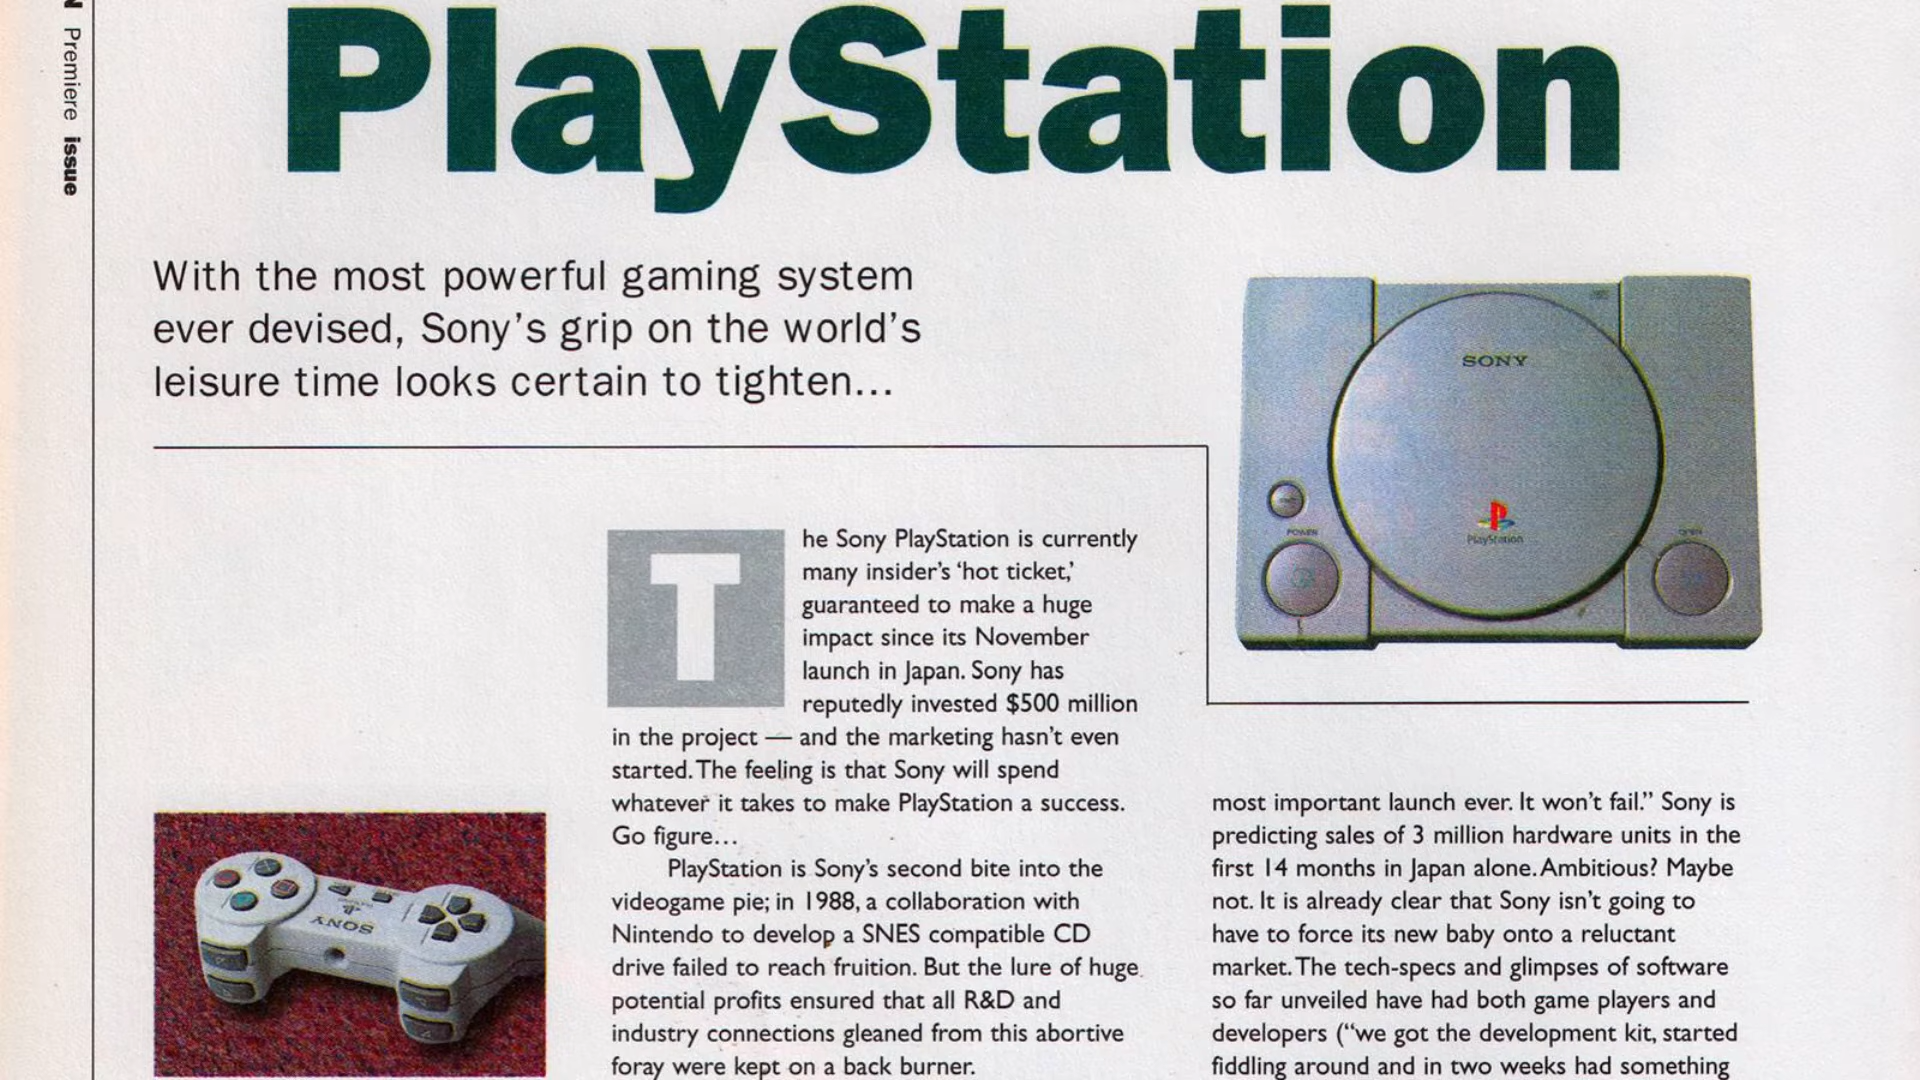 Premiere issue
PlayStation
With the most powerful gaming system
ever devised, Sony's grip on the world's
leisure time looks certain to tighten...
SONY
POWER
OPEN
PlayStation
The Sony PlayStation is currently
many insider's ‘hot ticket,’
guaranteed to make a huge
impact since its November
launch in Japan. Sony has
reputedly invested $500 million
in the project — and the marketing hasn't even
started. The feeling is that Sony will spend
whatever it takes to make PlayStation a success.
Go figure...
PlayStation is Sony's second bite into the
videogame pie; in 1988, a collaboration with
Nintendo to develop a SNES compatible CD
drive failed to reach fruition. But the lure of huge
potential profits ensured that all R&D and
industry connections gleaned from this abortive
foray were kept on a back burner.
SONY
most important launch ever. It won't fail.” Sony is
predicting sales of 3 million hardware units in the
first 14 months in Japan alone. Ambitious? Maybe
not. It is already clear that Sony isn't going to
have to force its new baby onto a reluctant
market. The tech-specs and glimpses of software
so far unveiled have had both game players and
developers (“we got the development kit, started
fiddling around and in two weeks had something